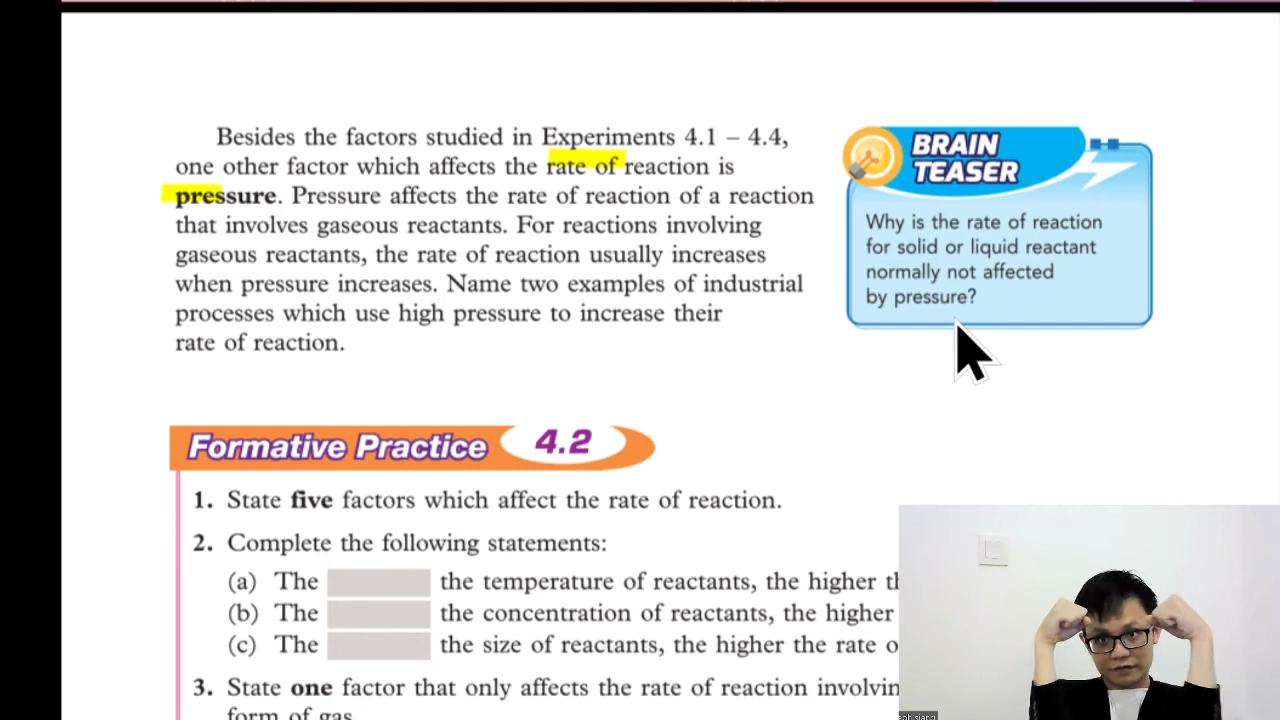 Besides the factors studied in Experiments 4.1 – 4.4,
one other factor which affects the rate of reaction is
pressure. Pressure affects the rate of reaction of a reaction
that involves gaseous reactants. For reactions involving
gaseous reactants, the rate of reaction usually increases
when pressure increases. Name two examples of industrial
processes which use high pressure to increase their
rate of reaction.
BRAIN
TEASER
Why is the rate of reaction
for solid or liquid reactant
normally not affected
by pressure?
Formative Practice 4.2
1. State five factors which affect the rate of reaction.
2. Complete the following statements:
(a) The the temperature of reactants, the higher
(b) The the concentration of reactants, the higher
(c) The the size of reactants, the higher the rate
3. State one factor that only affects the rate of reaction
form of gas.